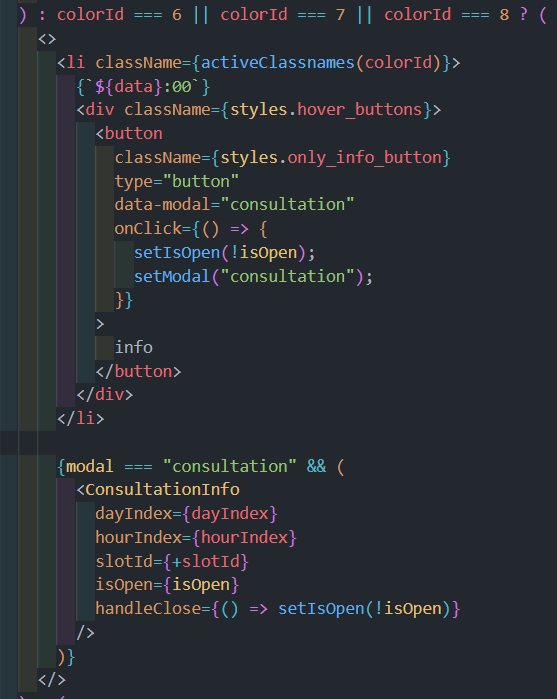 ) : colorId === 6 || colorId === 7 || colorId === 8 ? (
<>
<li className={activeClassnames(colorId)}>
{`${data}:00`}
<div className={styles.hover_buttons}>
<button
className={styles.only_info_button}
type="button"
data-modal="consultation"
onClick={() => {
setIsOpen(!isOpen);
setModal("consultation");
}}
>
info
</button>
</div>
</li>
{modal === "consultation" && (
<ConsultationInfo
dayIndex={dayIndex}
hourIndex={hourIndex}
slotId={+slotId}
isOpen={isOpen}
handleClose={() => setIsOpen(!isOpen)}
/>
)}
</>